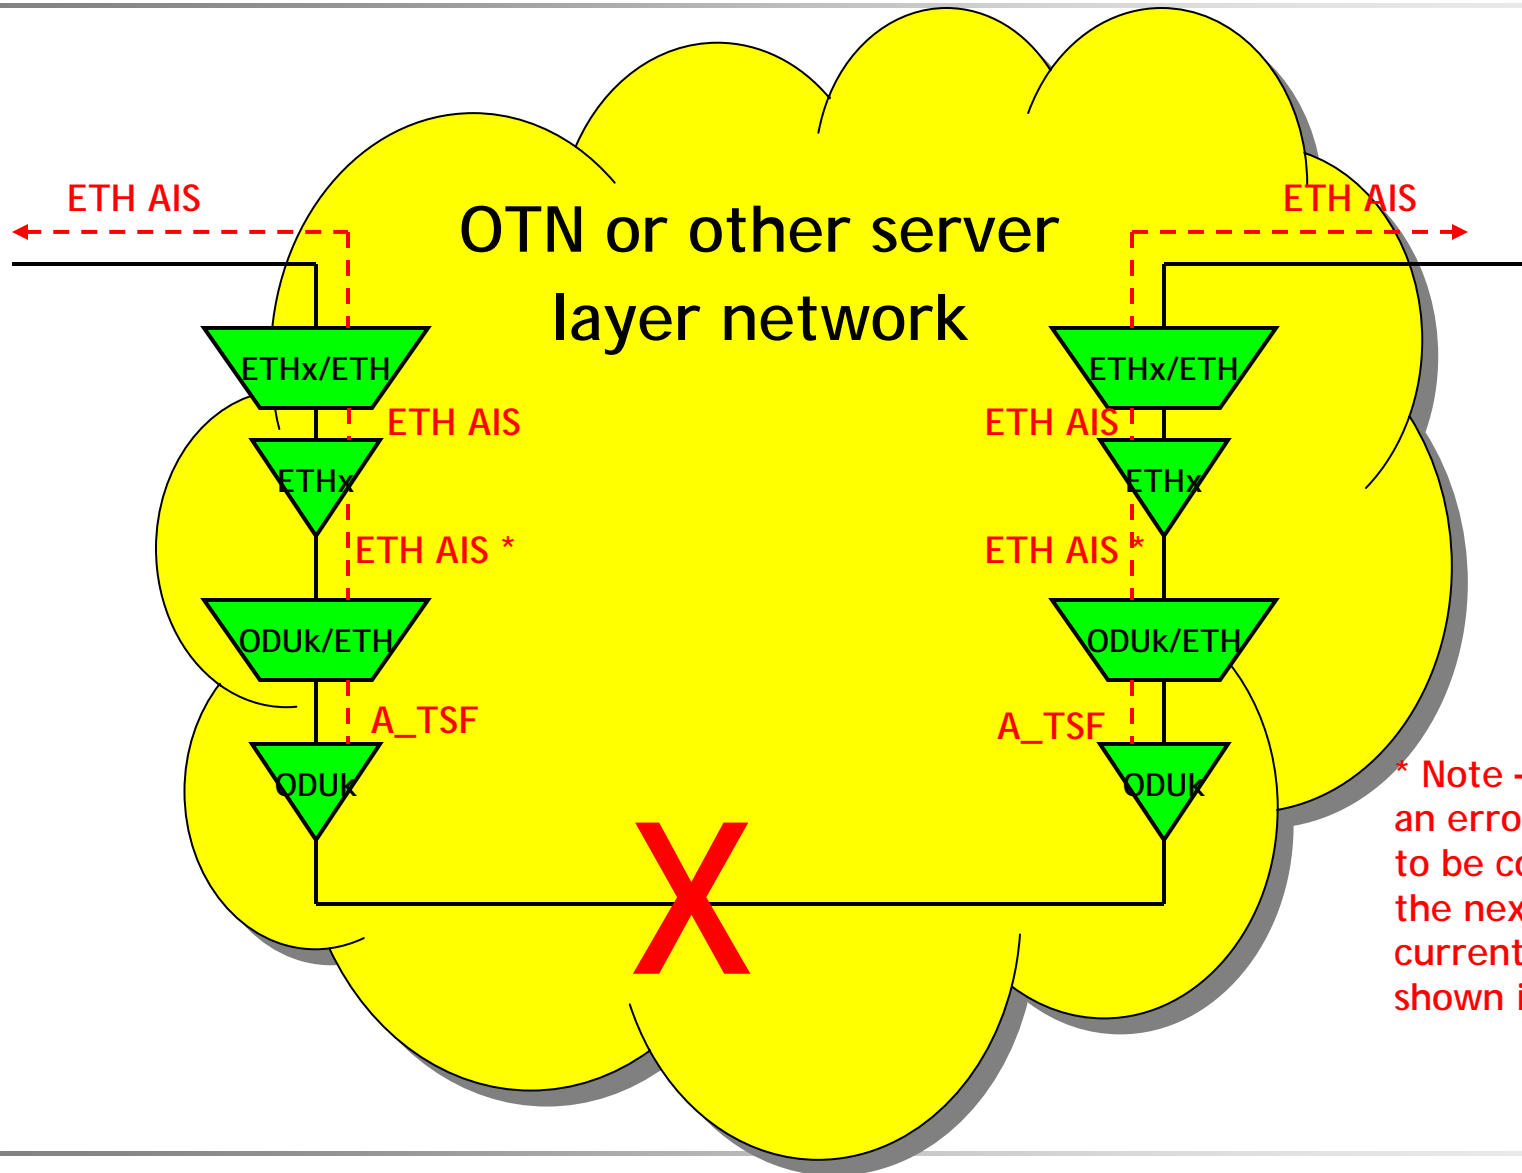 ETH AIS
ETH AIS
OTN or other server
layer network
ETHx/ETH
ETHx/ETH
ETH AIS
ETH AIS
ETHx
ETHx
ETH AIS *
ETH AIS *
ODUk/ETH
ODUk/ETH
A_TSF
A_TSF
ODUk
ODUk
X
* Note -
an erro
to be co
the nex
current
shown i